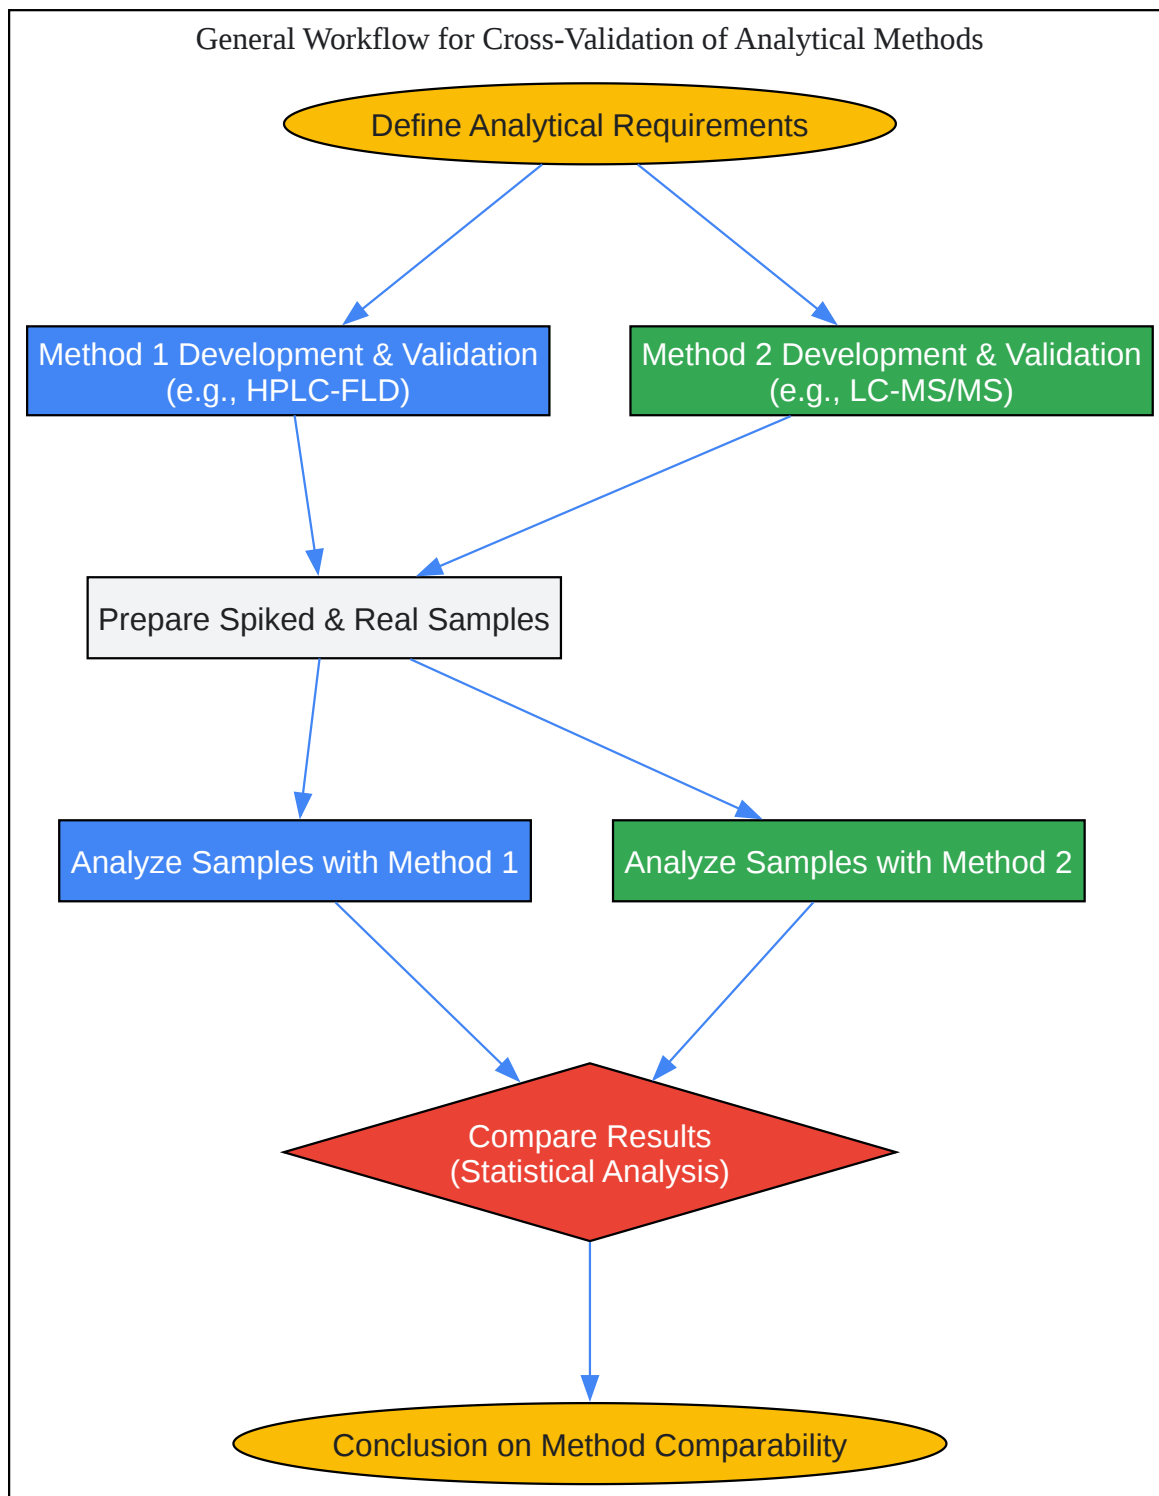 General Workflow for Cross-Validation of Analytical Methods
Define Analytical Requirements
Method 1 Development & Validation
(e.g., HPLC-FLD)
Method 2 Development & Validation
(e.g., LC-MS/MS)
Prepare Spiked & Real Samples
Analyze Samples with Method 1
Analyze Samples with Method 2
Compare Results
(Statistical Analysis)
Conclusion on Method Comparability